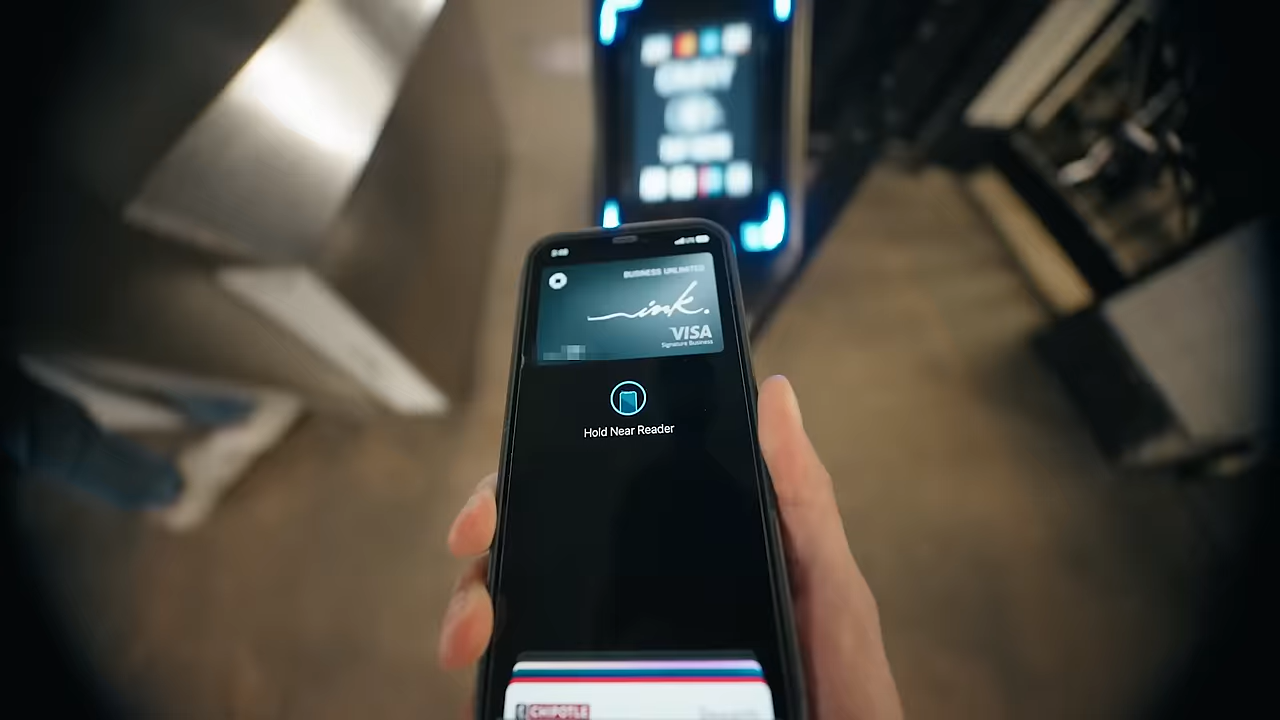 BUSINESS UNLIMITED
ink.
VISA
Signature Business
Hold Near Reader
CHIPOTLE